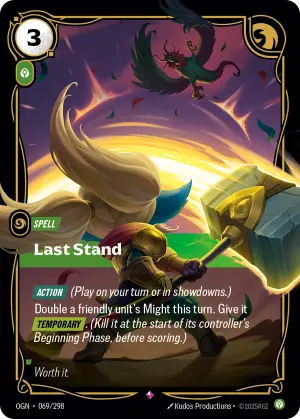 3
SPELL
Last Stand
ACTION (Play on your turn or in showdowns.)
Double a friendly unit's Might this turn. Give it
TEMPORARY. (Kill it at the start of its controller's
Beginning Phase, before scoring.)
Worth it.
OGN • 069/298
Kudos Productions
©2025RGI